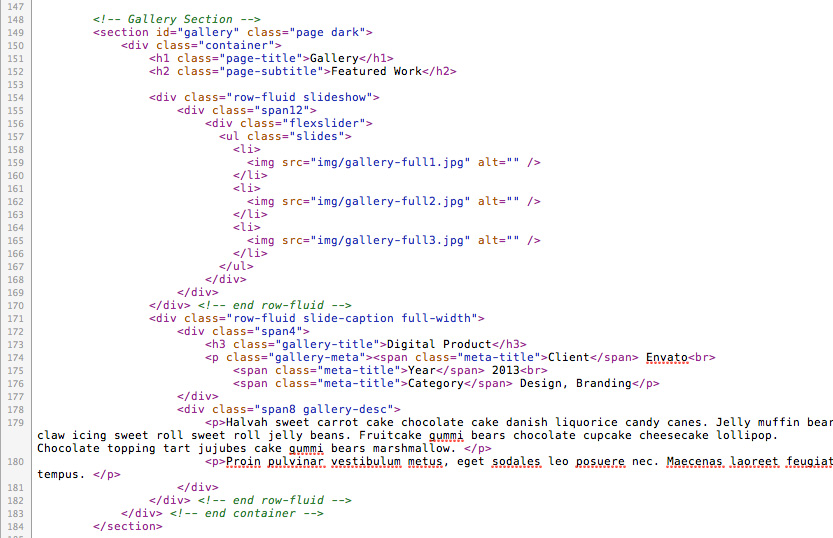 147
148 <!-- Gallery Section -->
149 <section id="gallery" class="page dark">
150 <div class="container">
151 <h1 class="page-title">Gallery</h1>
152 <h2 class="page-subtitle">Featured Work</h2>
153
154 <div class="row-fluid slideshow">
155 <div class="span12">
156 <div class="flexslider">
157 <ul class="slides">
158 <li>
159 <img src="img/gallery-full1.jpg" alt="" />
160 </li>
161 <li>
162 <img src="img/gallery-full2.jpg" alt="" />
163 </li>
164 <li>
165 <img src="img/gallery-full3.jpg" alt="" />
166 </li>
167 </ul>
168 </div>
169 </div>
170 </div> <!-- end row-fluid -->
171 <div class="row-fluid slide-caption full-width">
172 <div class="span4">
173 <h3 class="gallery-title">Digital Product</h3>
174 <p class="gallery-meta"><span class="meta-title">Client</span> Envato<br>
175 <span class="meta-title">Year</span> 2013<br>
176 <span class="meta-title">Category</span> Design, Branding</p>
177 </div>
178 <div class="span8 gallery-desc">
179 <p>Halvah sweet carrot cake chocolate cake danish liquorice candy canes. Jelly muffin bear
claw icing sweet roll sweet roll jelly beans. Fruitcake gummi bears chocolate cupcake cheesecake lollipop.
Chocolate topping tart jujubes cake gummi bears marshmallow. </p>
180 <p>Proin pulvinar vestibulum metus, eget sodales leo posuere nec. Maecenas laoreet feugiat
tempus. </p>
181 </div>
182 </div> <!-- end row-fluid -->
183 </div> <!-- end container -->
184 </section>